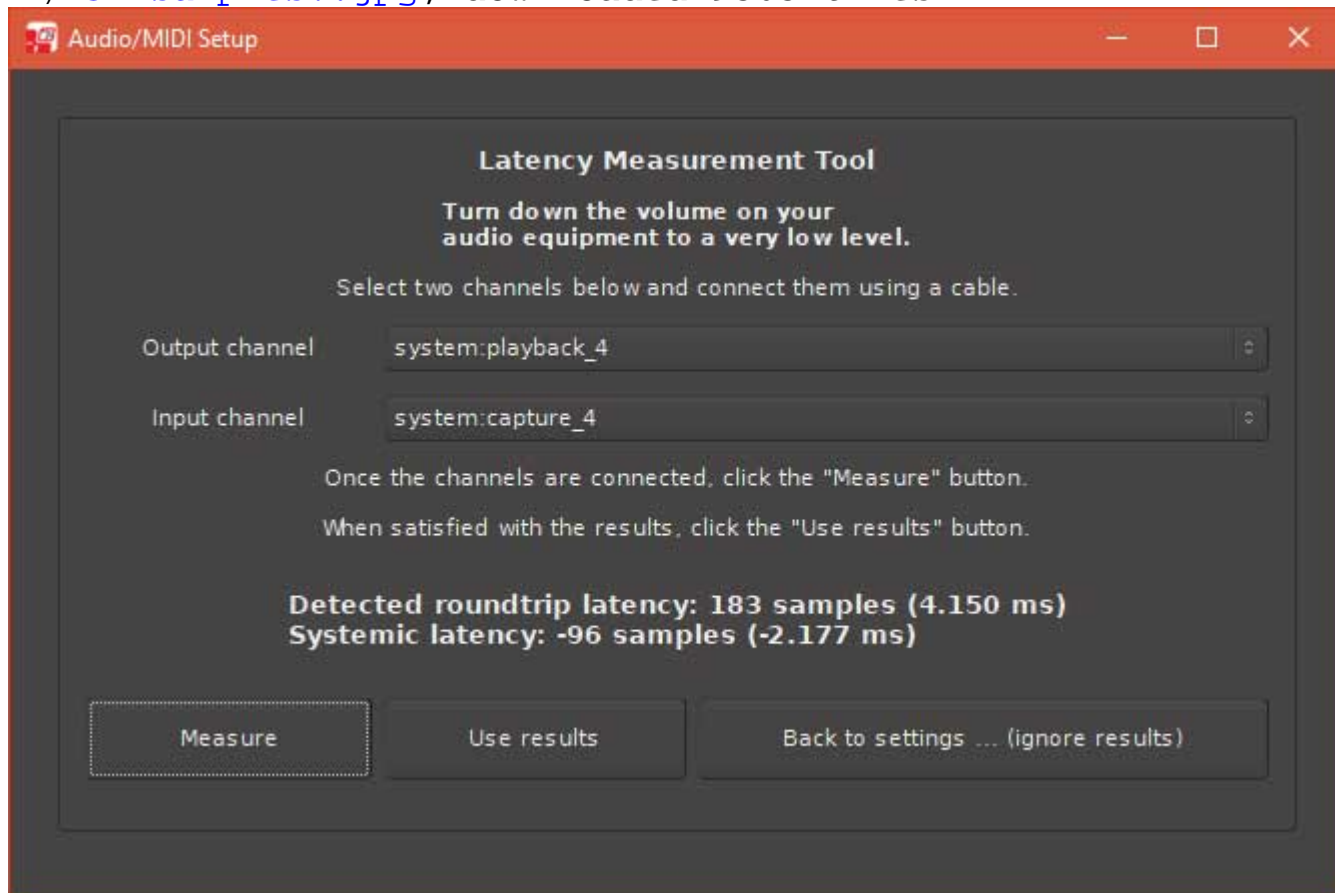 Audio/MIDI Setup
Latency Measurement Tool
Turn down the volume on your
audio equipment to a very low level.
Select two channels below and connect them using a cable.
Output channel system:playback_4
Input channel system:capture_4
Once the channels are connected, click the "Measure" button.
When satisfied with the results, click the "Use results" button.
Detected roundtrip latency: 183 samples (4.150 ms)
Systemic latency: -96 samples (-2.177 ms)
Measure Use results Back to settings ... (ignore results)